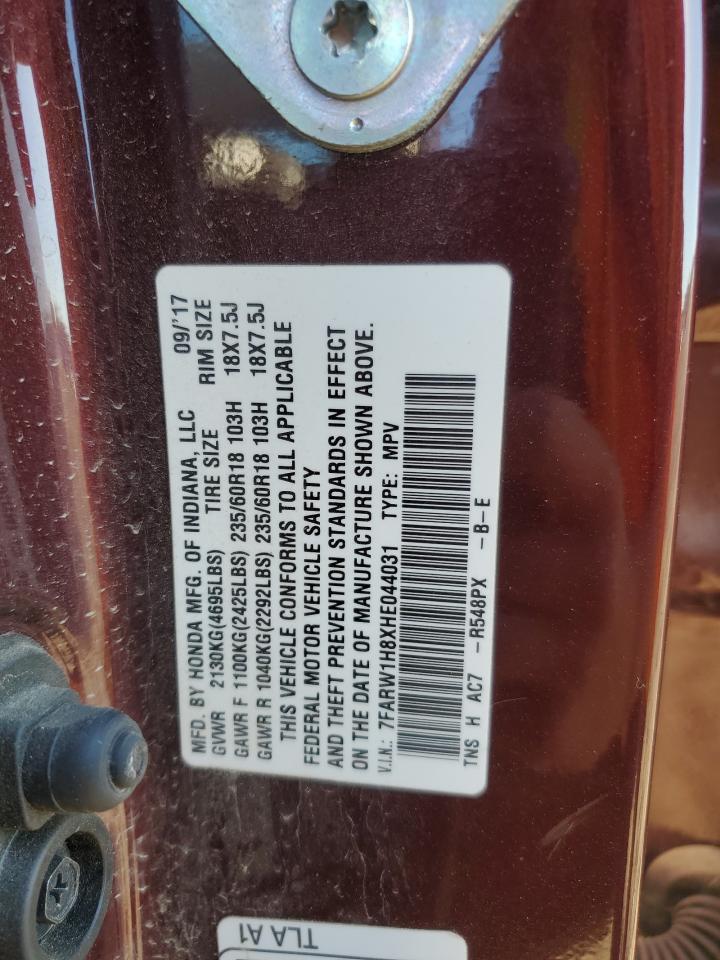 MFD. BY HONDA MFG. OF INDIANA, LLC 09/'17
GVWR 2130KG(4695LBS) TIRE SIZE RIM SIZE
GAWR F 1100KG(2425LBS) 235/60R18 103H 18X7.5J
GAWR R 1040KG(2292LBS) 235/60R18 103H 18X7.5J
THIS VEHICLE CONFORMS TO ALL APPLICABLE
FEDERAL MOTOR VEHICLE SAFETY
AND THEFT PREVENTION STANDARDS IN EFFECT
ON THE DATE OF MANUFACTURE SHOWN ABOVE.
V.I.N.: 7FARW1H8XHE044031 TYPE: MPV
TNS H AC7 -R548PX -B-E
TLA A1